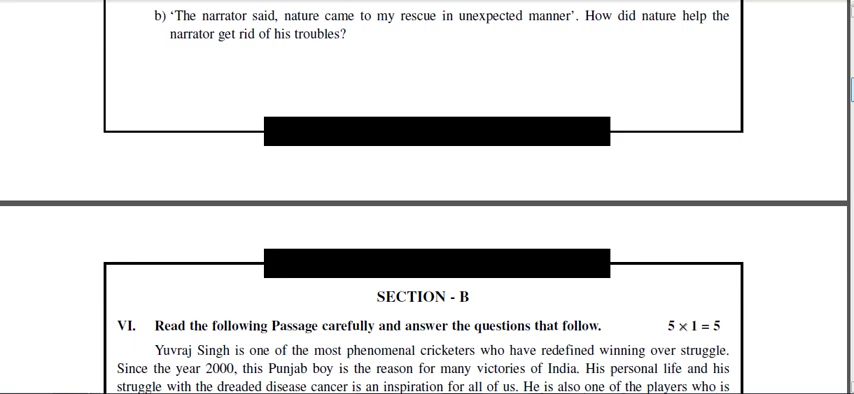 b) ‘The narrator said, nature came to my rescue in unexpected manner’. How did nature help the
narrator get rid of his troubles?
SECTION - B
VI. Read the following Passage carefully and answer the questions that follow. 5 × 1 = 5
Yuvraj Singh is one of the most phenomenal cricketers who have redefined winning over struggle.
Since the year 2000, this Punjab boy is the reason for many victories of India. His personal life and his
struggle with the dreaded disease cancer is an inspiration for all of us. He is also one of the players who is